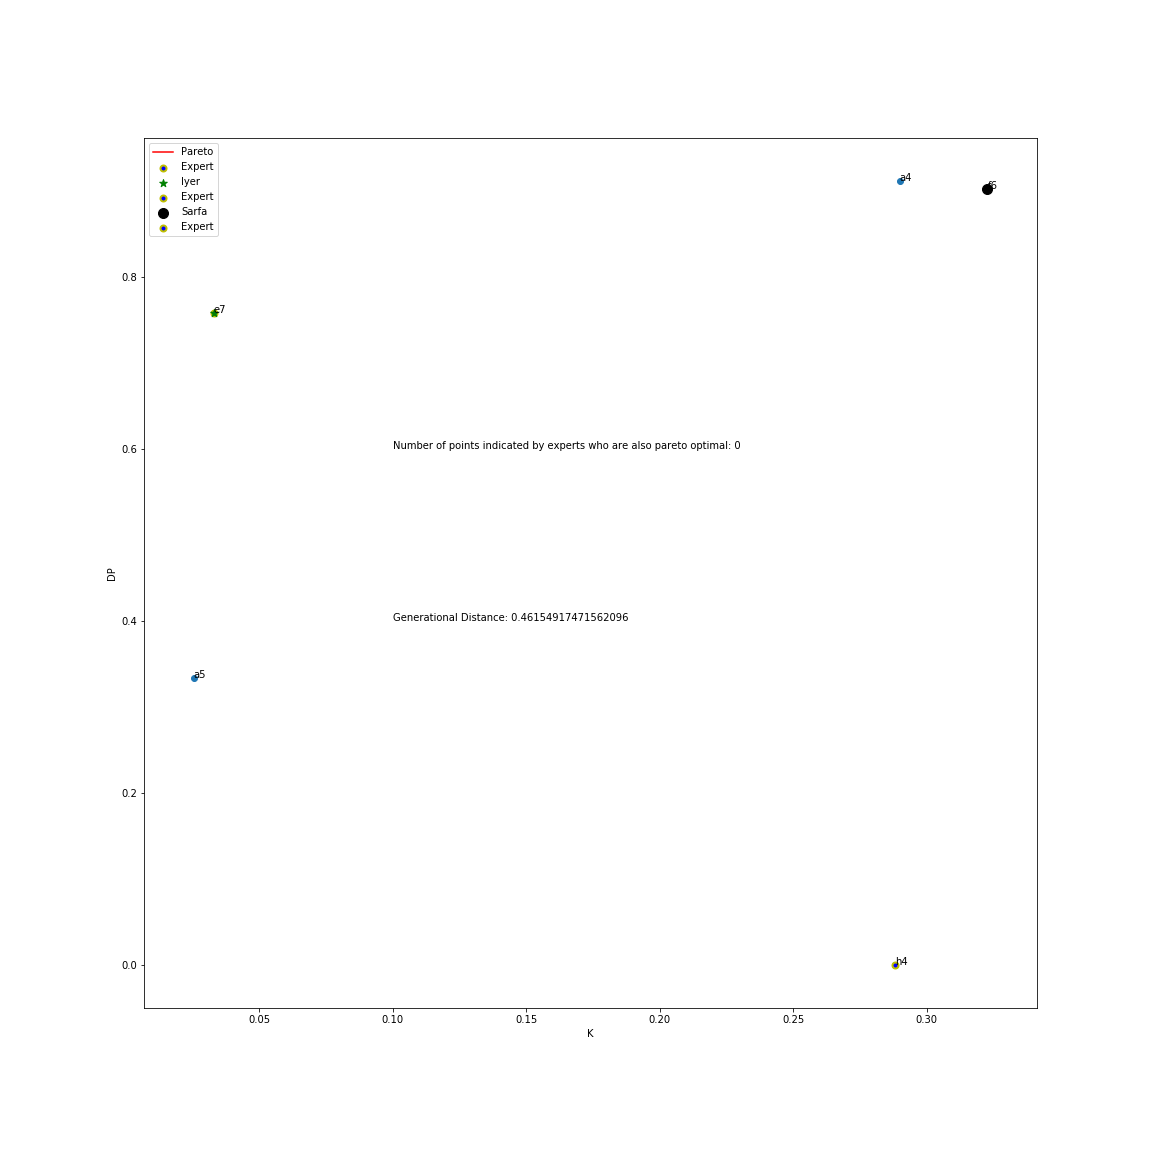 Pareto
Expert
Iyer
Expert
Sarfa
Expert
a4
f6
0.8
e7
Number of points indicated by experts who are also pareto optimal: 0
0.6
DP
Generational Distance: 0.46154917471562096
0.4
a5
0.2
h4
0.0
0.05 0.10 0.15 0.20 0.25 0.30
K